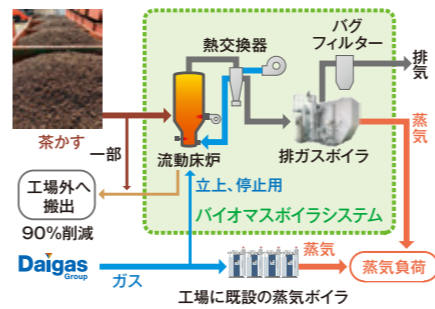 バグ
フィルター
熱交換器
排気
蒸気
茶かす
一部
流動床炉
排ガスボイラ
工場外へ
搬出
立上、停止用
バイオマスボイラシステム
90%削減
Daigas
Group
ガス
蒸気
蒸気負荷
工場に既設の蒸気ボイラ